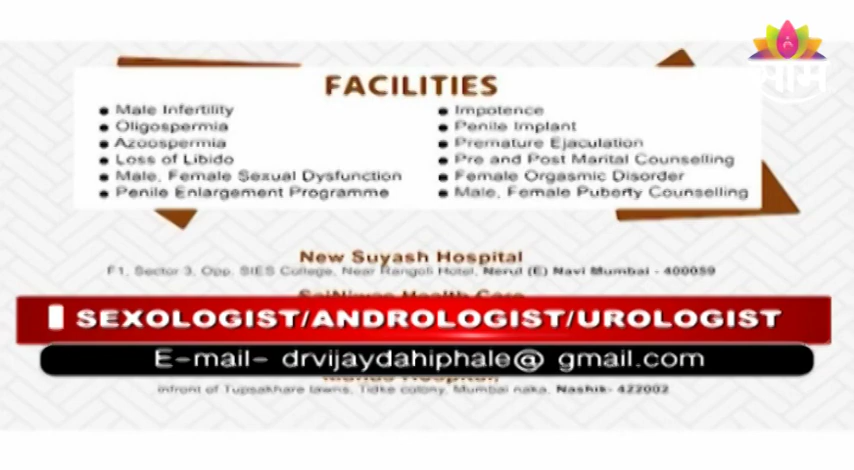 साम
FACILITIES
• Male Infertility
• Oligospermia
• Azoospermia
• Loss of Libido
• Male, Female Sexual Dysfunction
• Penile Enlargement Programme
• Impotence
• Penile Implant
• Premature Ejaculation
• Pre and Post Marital Counselling
• Female Orgasmic Disorder
• Male, Female Puberty Counselling
New Suyash Hospital
F1, Sector 3, Opp. SIES College, Near Rangoli Hotel, Nerul (E) Navi Mumbai - 400059
Health Care
SEXOLOGIST/ANDROLOGIST/UROLOGIST
E-mail- drvijaydahiphale@ gmail.com
Hospital,
infront of Tupsakhare lawns, Tidke colony, Mumbai naka, Nashik- 422002